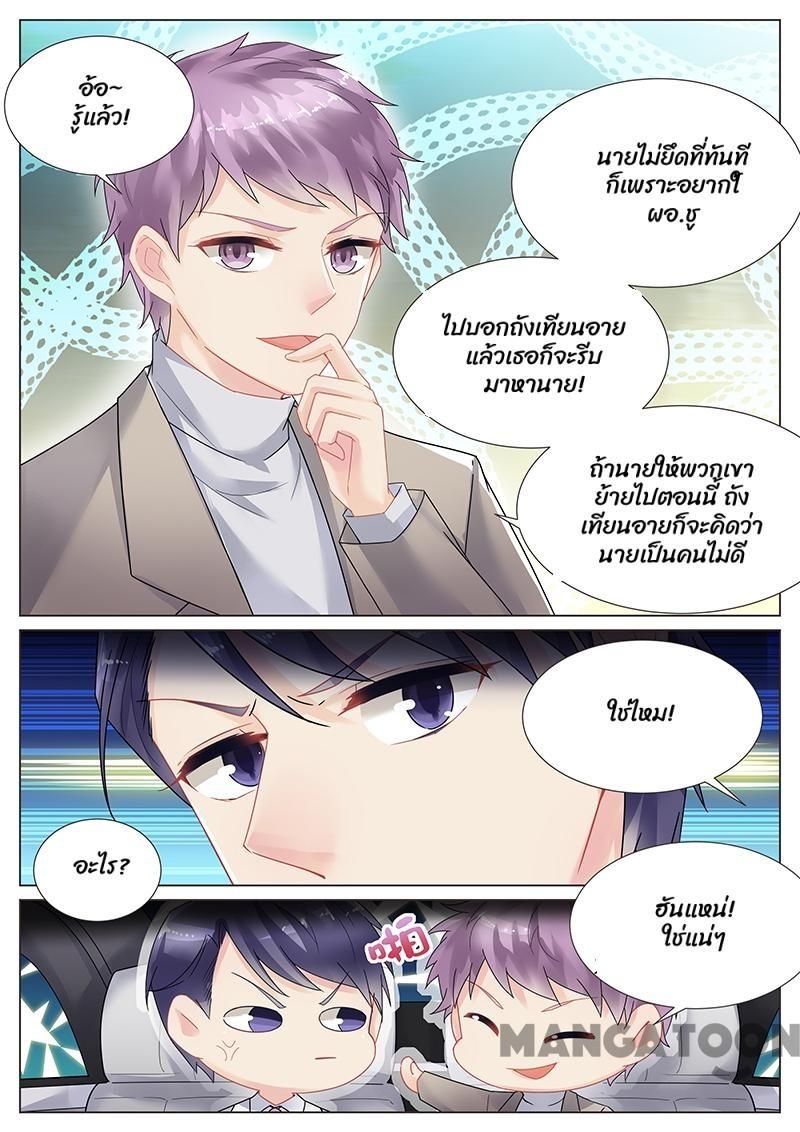 อ้อ~
รู้แล้ว!
นายไม่ยึดที่ทันที
ก็เพราะอยากใ้
ผอ.ชู
ไปบอกถังเทียนอาย
แล้วเธอก็จะรีบ
มาหานาย!
ถ้านายให้พวกเขา
ย้ายไปตอนนี้ ถัง
เทียนอายก็จะคิดว่า
นายเป็นคนไม่ดี
ใช่ไหม!
อะไร?
ฮันแหน่!
ใช่แน่ๆ
啪
MANGATOON